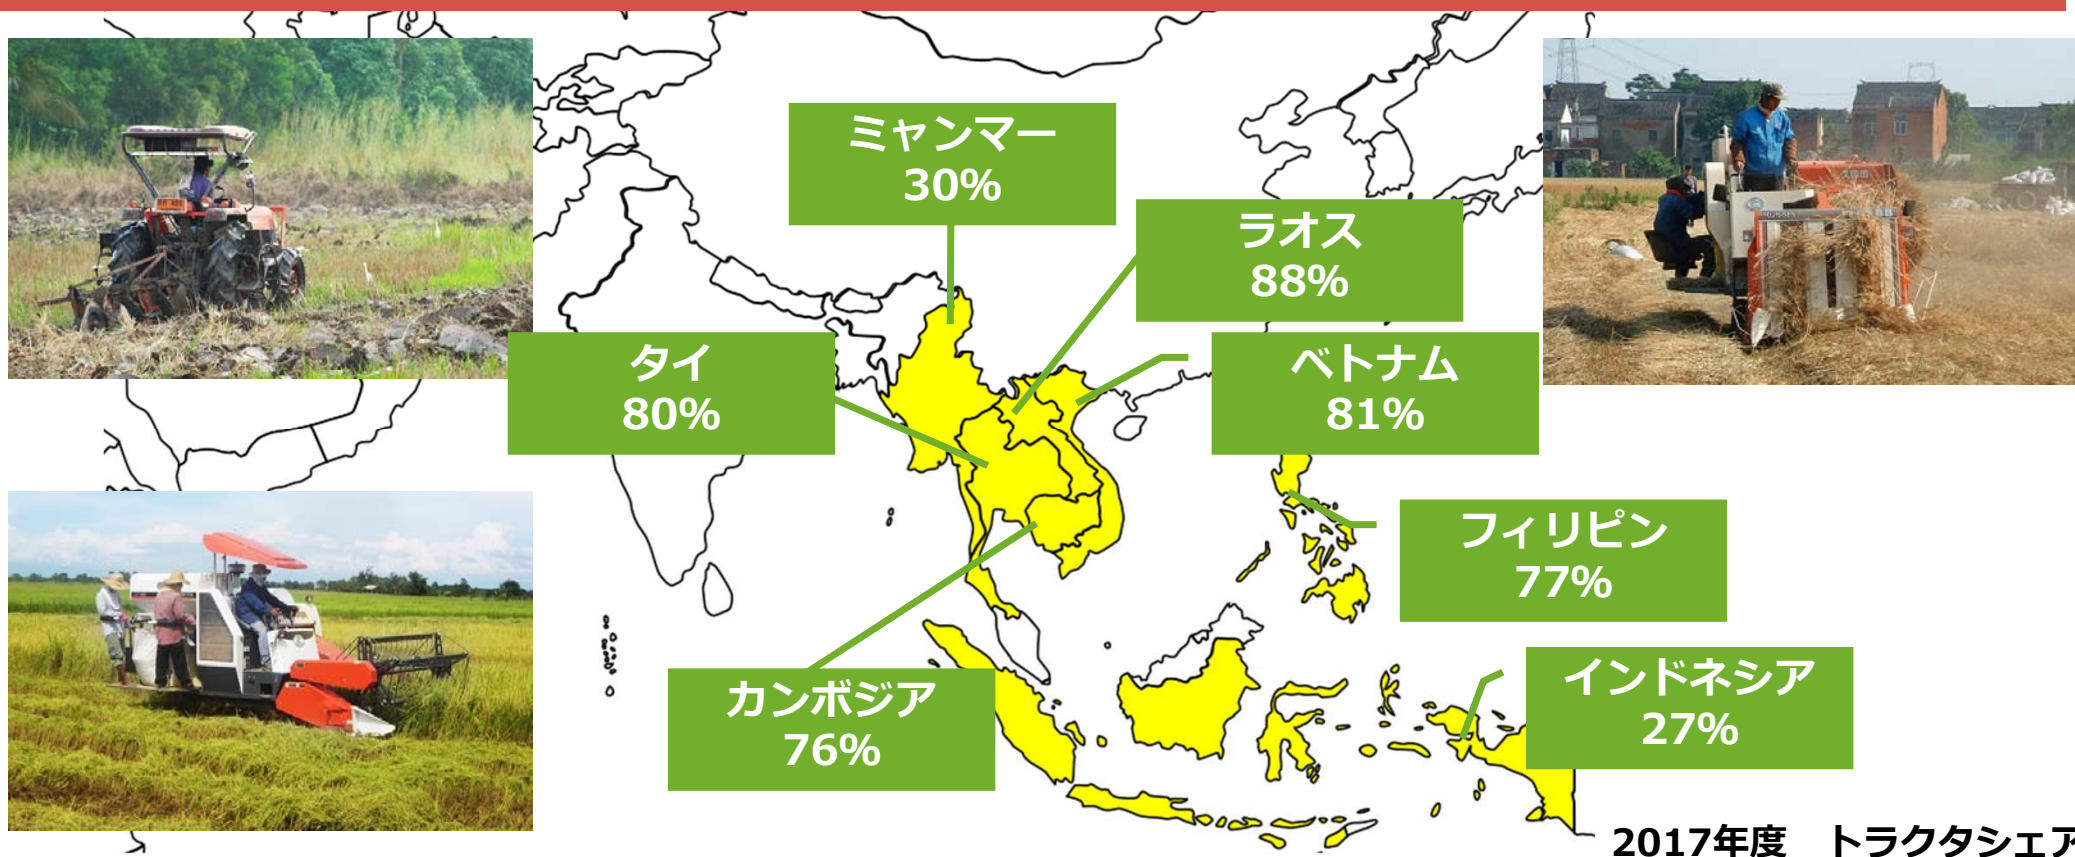 ミャンマー
30%
ラオス
88%
タイ
80%
ベトナム
81%
フィリピン
77%
カンボジア
76%
インドネシア
27%
2017年度　トラクタシェア